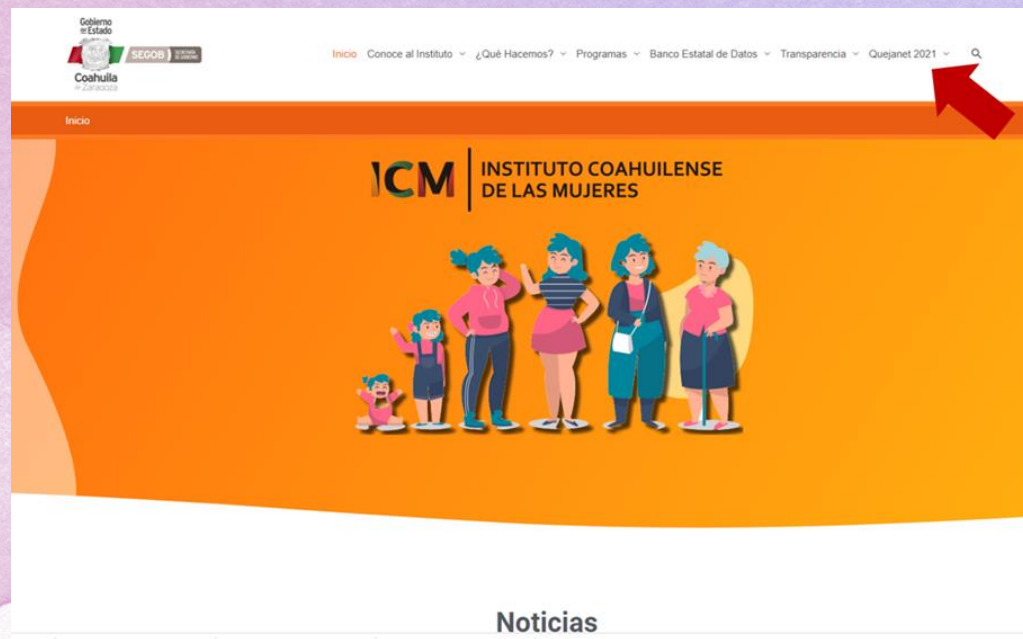 Gobierno
de Estado
SEGOB
Coahuila
de Zaragoza
Inicio Conoce al Instituto ¿Qué Hacemos? Programas Banco Estatal de Datos Transparencia Quejanet 2021
Inicio
ICM INSTITUTO COAHUILENSE
DE LAS MUJERES
Noticias